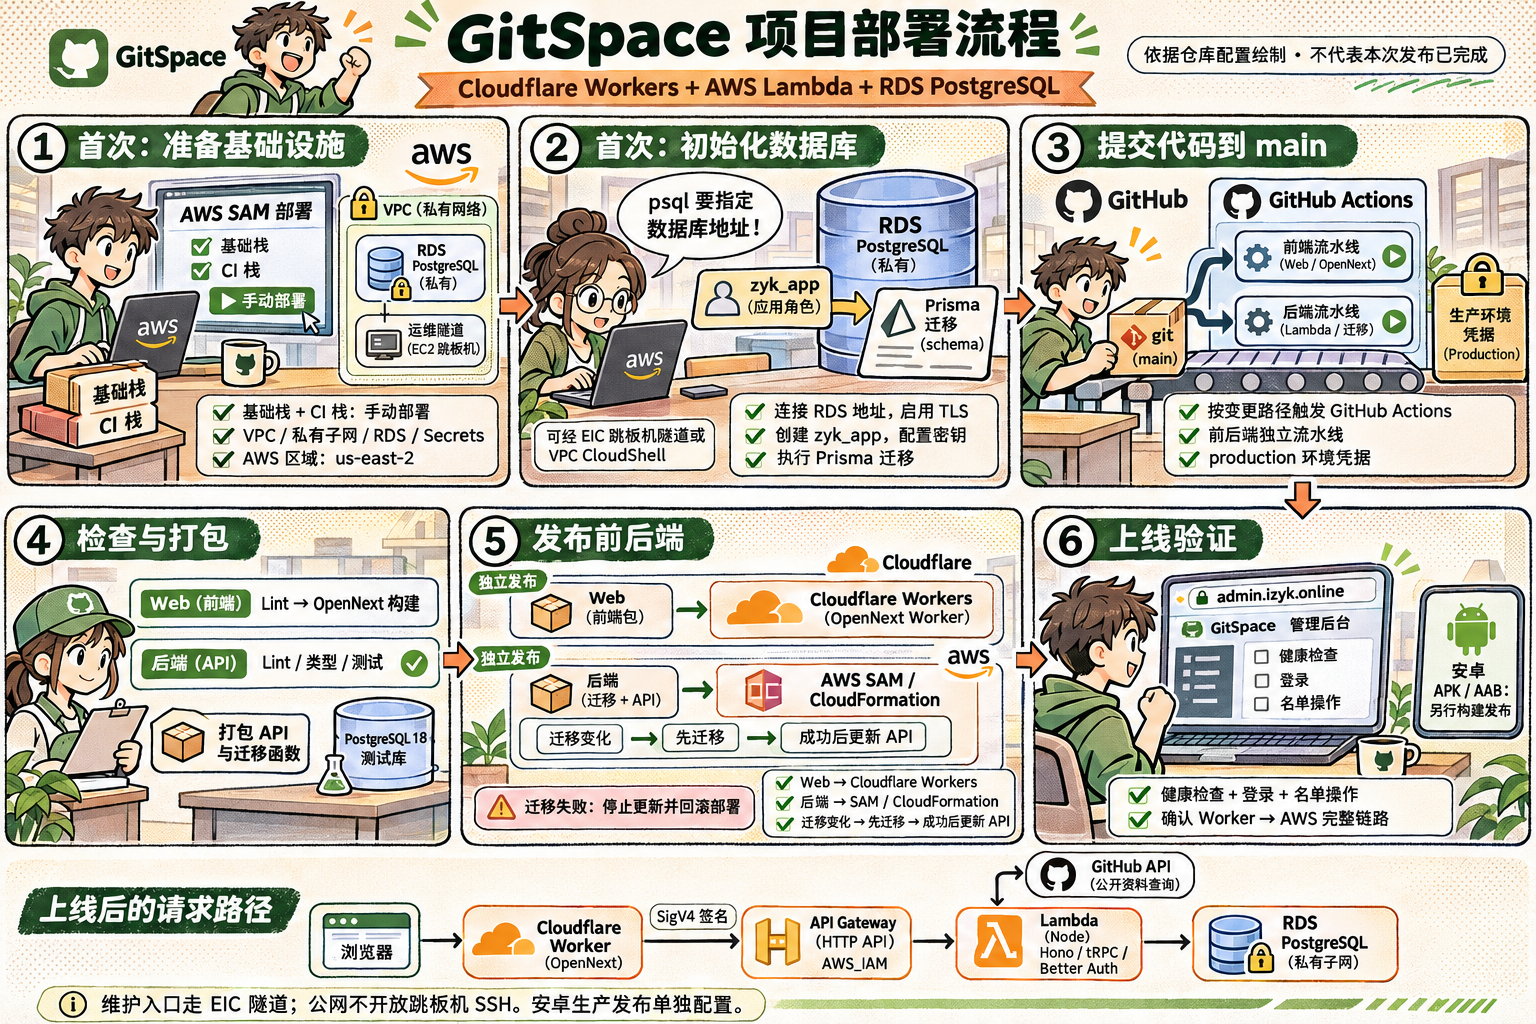 GitSpace
GitSpace 项目部署流程
Cloudflare Workers + AWS Lambda + RDS PostgreSQL
依据仓库配置绘制 · 不代表本次发布已完成
1 首次：准备基础设施
aws
AWS SAM 部署
基础栈
CI 栈
手动部署
VPC（私有网络）
RDS
PostgreSQL
（私有）
运维隧道
（EC2 跳板机）
aws
基础栈
CI 栈
基础栈 + CI 栈：手动部署
VPC / 私有子网 / RDS / Secrets
AWS 区域：us-east-2
2 首次：初始化数据库
psql 要指定
数据库地址！
RDS
PostgreSQL
（私有）
zyk_app
（应用角色）
Prisma
迁移
(schema)
aws
可经 EIC 跳板机隧道或
VPC CloudShell
连接 RDS 地址，启用 TLS
创建 zyk_app，配置密钥
执行 Prisma 迁移
3 提交代码到 main
GitHub
GitHub Actions
前端流水线
(Web / OpenNext)
后端流水线
(Lambda / 迁移)
git
(main)
生产环境
凭据
(Production)
按变更路径触发 GitHub Actions
前后端独立流水线
production 环境凭据
4 检查与打包
Web (前端) Lint → OpenNext 构建
后端 (API) Lint / 类型 / 测试
打包 API
与迁移函数
PostgreSQL 18
测试库
5 发布前后端
Cloudflare
独立发布
Web
（前端包）
Cloudflare Workers
(OpenNext Worker)
独立发布
aws
后端
（迁移 + API）
AWS SAM /
CloudFormation
迁移变化 → 先迁移 → 成功后更新 API
迁移失败：停止更新并回滚部署
Web → Cloudflare Workers
后端 → SAM / CloudFormation
迁移变化 → 先迁移 → 成功后更新 API
6 上线验证
admin.izyk.online
GitSpace 管理后台
健康检查
登录
名单操作
安卓
APK / AAB：
另行构建发布
健康检查 + 登录 + 名单操作
确认 Worker → AWS 完整链路
上线后的请求路径
浏览器
Cloudflare
Worker
(OpenNext)
SigV4 签名
API Gateway
(HTTP API)
AWS_IAM
GitHub API
（公开资料查询）
Lambda
(Node)
Hono / tRPC /
Better Auth
RDS
PostgreSQL
（私有子网）
维护入口走 EIC 隧道；公网不开放跳板机 SSH。安卓生产发布单独配置。